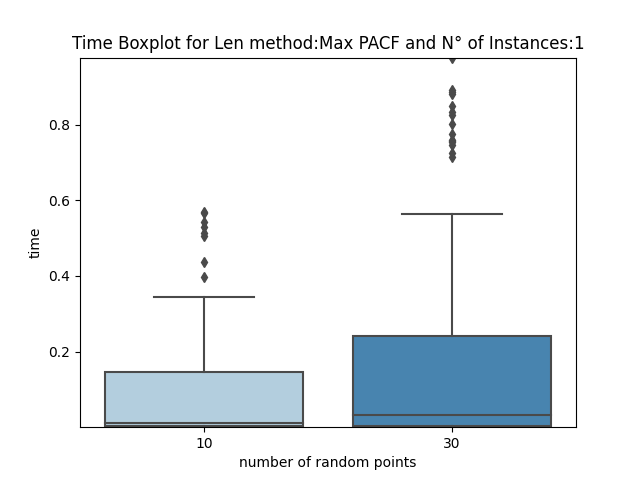 Time Boxplot for Len method:Max PACF and N° of Instances:1
0.8
0.6
0.4
0.2
time
10
30
number of random points